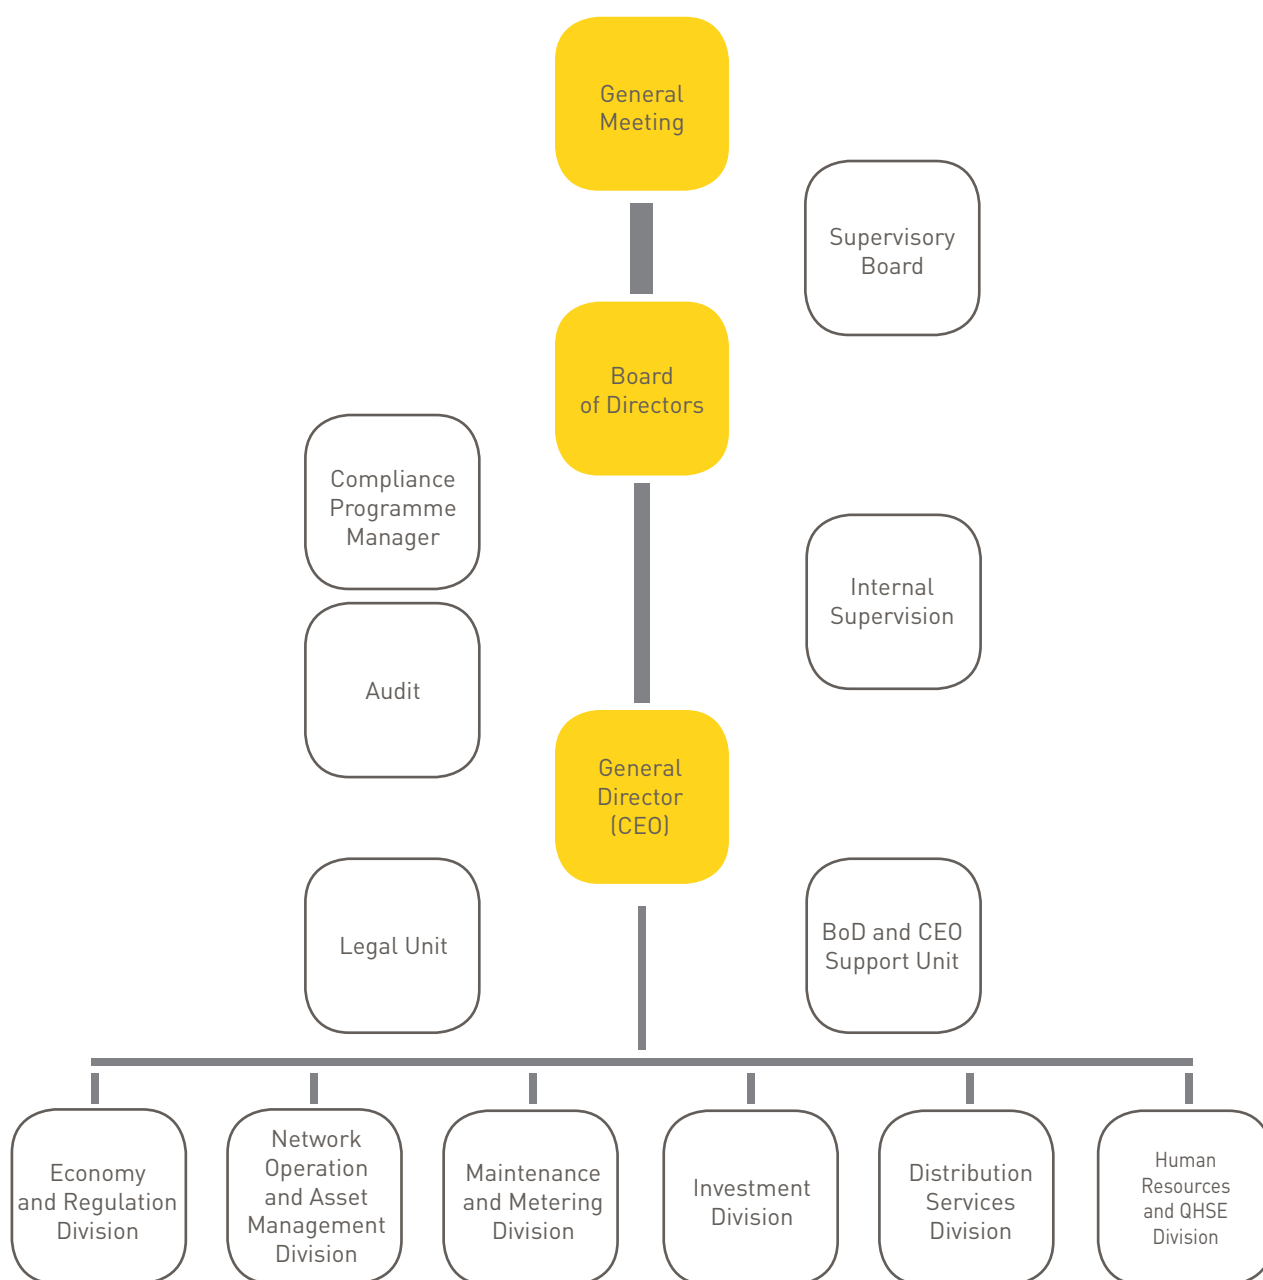 General
Meeting
Supervisory
Board
Board
of Directors
Compliance
Programme
Manager
Internal
Supervision
Audit
General
Director
(CEO)
Legal Unit
BoD and CEO
Support Unit
Economy
and Regulation
Division
Network
Operation
and Asset
Management
Division
Maintenance
and Metering
Division
Investment
Division
Distribution
Services
Division
Human
Resources
and QHSE
Division